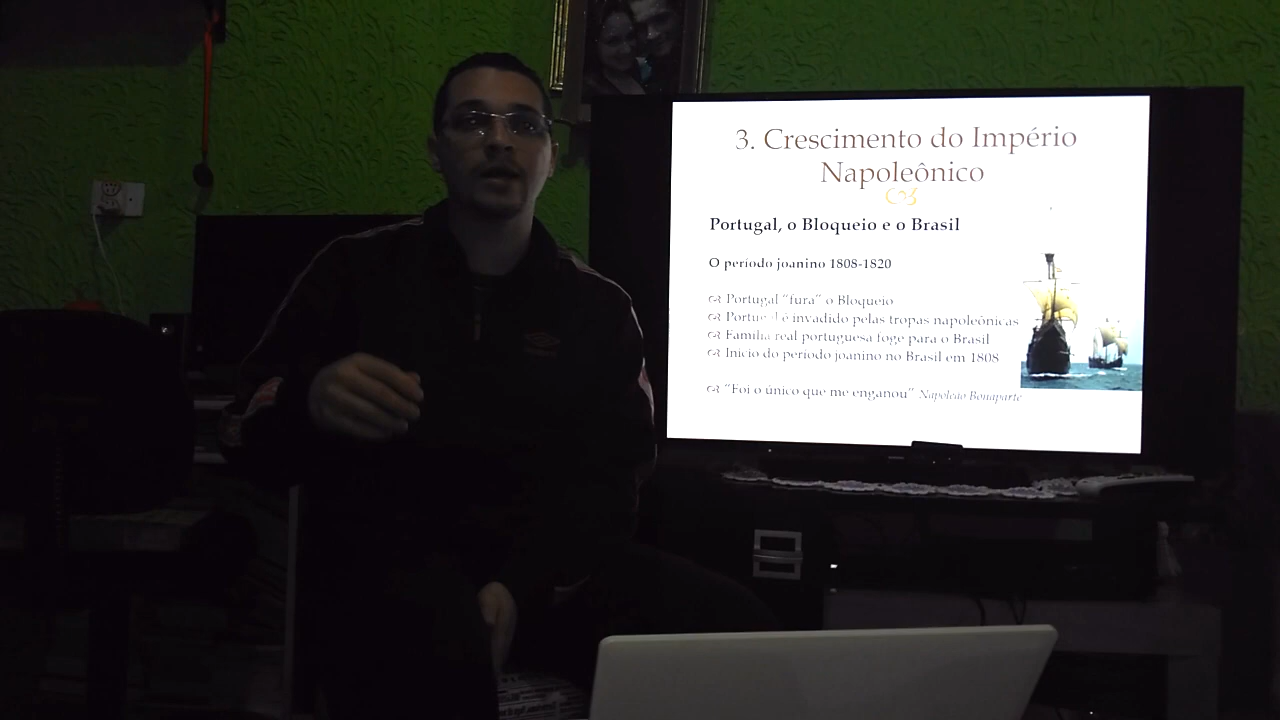 3. Crescimento do Império
Napoleônico
Portugal, o Bloqueio e o Brasil
O período joanino 1808-1820
Portugal "fura" o Bloqueio
Portugal é invadido pelas tropas napoleônicas
Família real portuguesa foge para o Brasil
Início do período joanino no Brasil em 1808
"Foi o único que me enganou" Napoleão Bonaparte